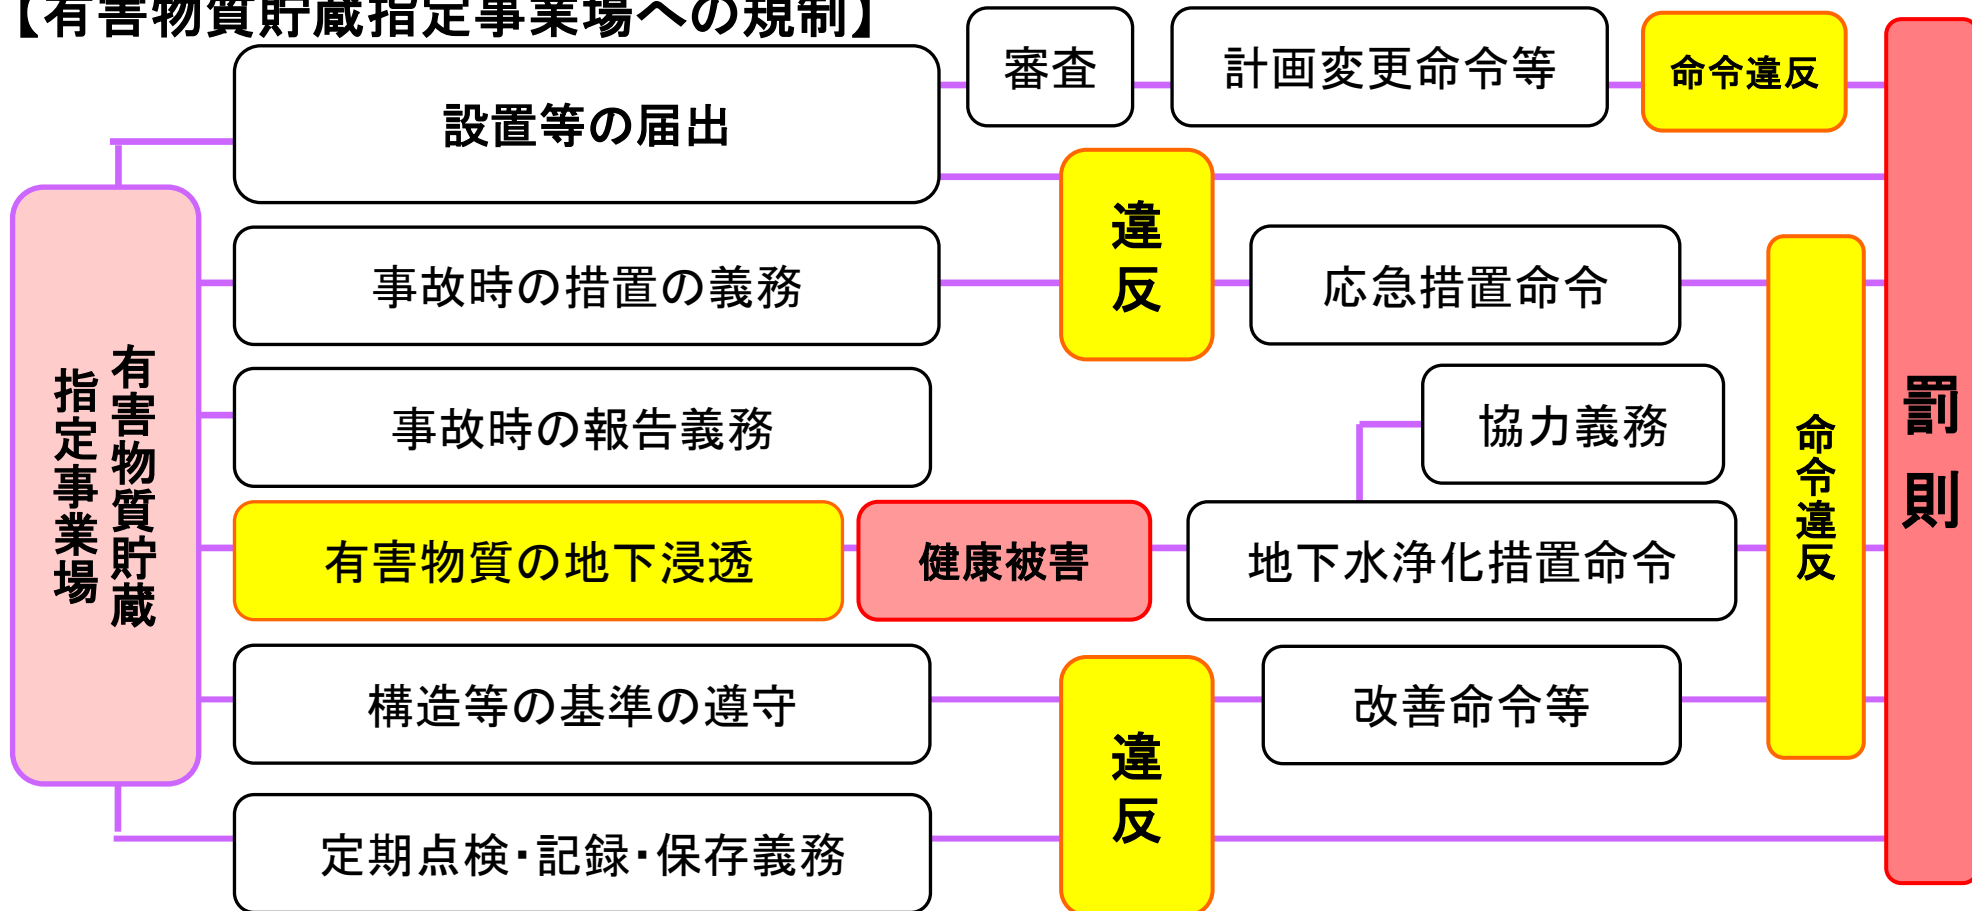 【有害物質貯蔵指定事業場への規制】
設置等の届出
審査
計画変更命令等
命令違反
違反
事故時の措置の義務
応急措置命令
事故時の報告義務
協力義務
有害物質貯蔵
指定事業場
有害物質の地下浸透
健康被害
地下水浄化措置命令
命令違反
罰則
構造等の基準の遵守
違反
改善命令等
定期点検・記録・保存義務